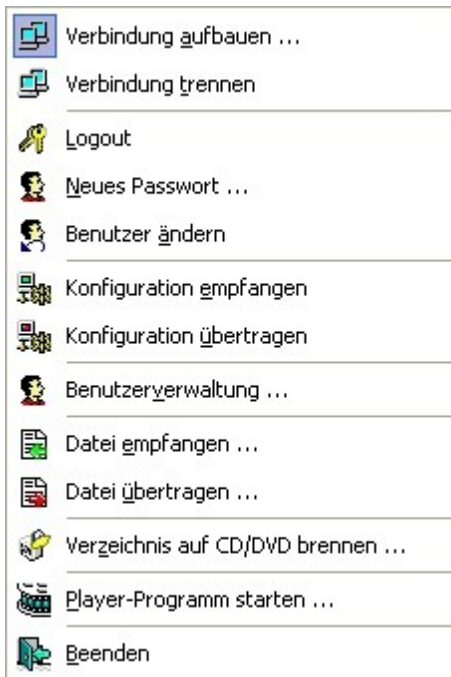 Verbindung aufbauen ...
Verbindung trennen
Logout
Neues Passwort ...
Benutzer ändern
Konfiguration empfangen
Konfiguration übertragen
Benutzerverwaltung ...
Datei empfangen ...
Datei übertragen ...
Verzeichnis auf CD/DVD brennen ...
Player-Programm starten ...
Beenden